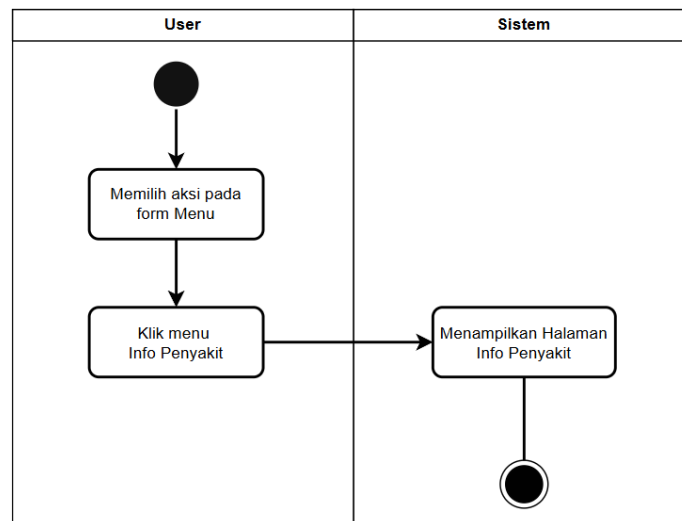 User
Sistem
Memilih aksi pada
form Menu
Klik menu
Info Penyakit
Menampilkan Halaman
Info Penyakit